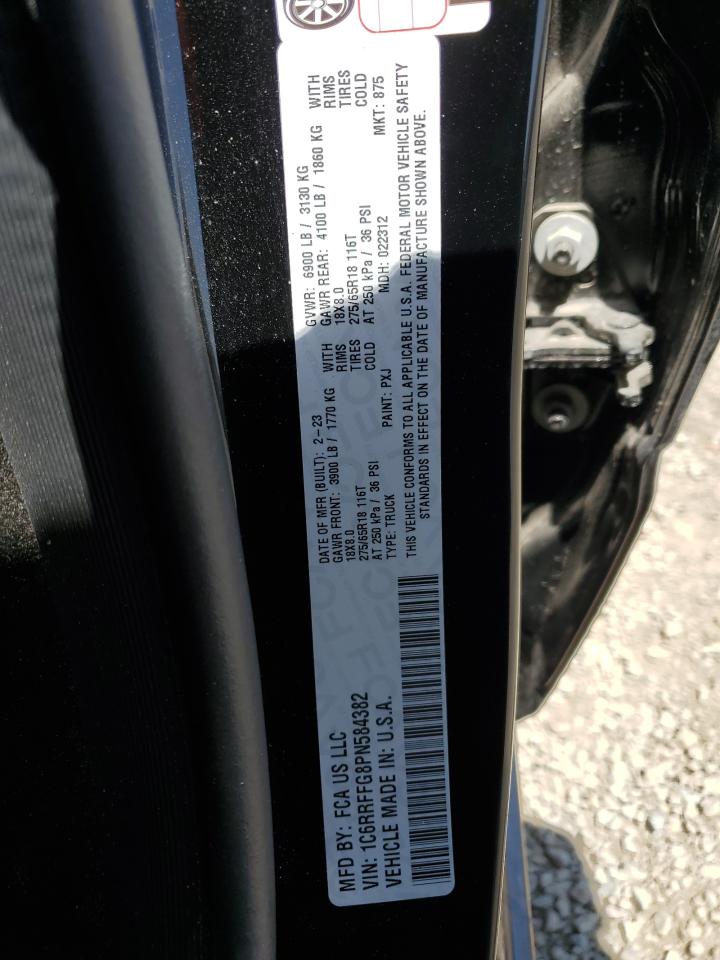 MFD BY: FCA US LLC
DATE OF MFR (BUILT): 2-23
GVWR: 6900 LB / 3130 KG
GAWR FRONT: 3900 LB / 1770 KG WITH
GAWR REAR: 4100 LB / 1860 KG WITH
18X8.0 RIMS
18X8.0 RIMS
275/65R18 116T TIRES
275/65R18 116T TIRES
AT 250 kPa / 36 PSI COLD
AT 250 kPa / 36 PSI COLD
VIN: 1C6RRFFG8PN584382
TYPE: TRUCK PAINT: PXJ MDH: 022312 MKT: 875
VEHICLE MADE IN: U.S.A.
THIS VEHICLE CONFORMS TO ALL APPLICABLE U.S.A. FEDERAL MOTOR VEHICLE SAFETY
STANDARDS IN EFFECT ON THE DATE OF MANUFACTURE SHOWN ABOVE.